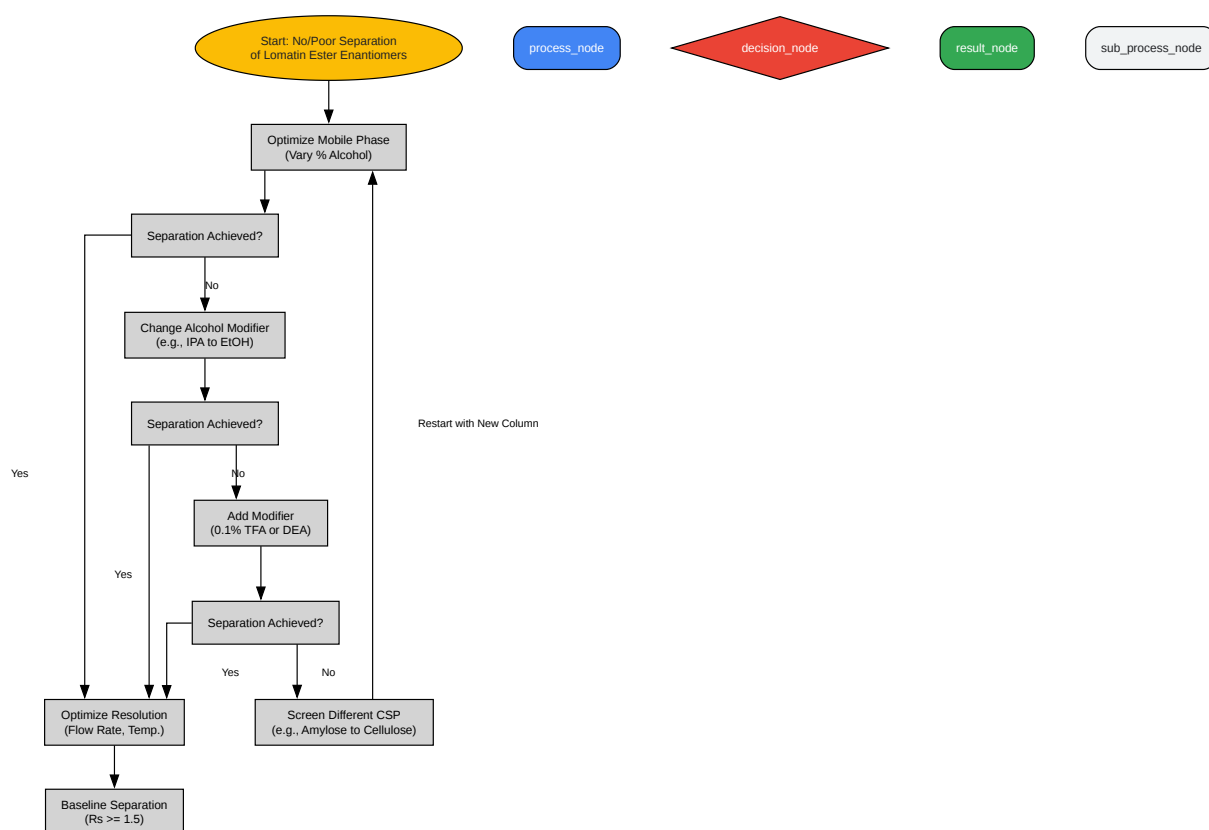 Start: No/Poor Separation
of Lomatin Ester Enantiomers
process_node
decision_node
result_node
sub_process_node
Optimize Mobile Phase
(Vary % Alcohol)
Separation Achieved?
No
Change Alcohol Modifier
(e.g., IPA to EtOH)
Separation Achieved?
Restart with New Column
Yes
No
Add Modifier
(0.1% TFA or DEA)
Yes
Separation Achieved?
Yes
No
Optimize Resolution
(Flow Rate, Temp.)
Screen Different CSP
(e.g., Amylose to Cellulose)
Baseline Separation
(Rs >= 1.5)